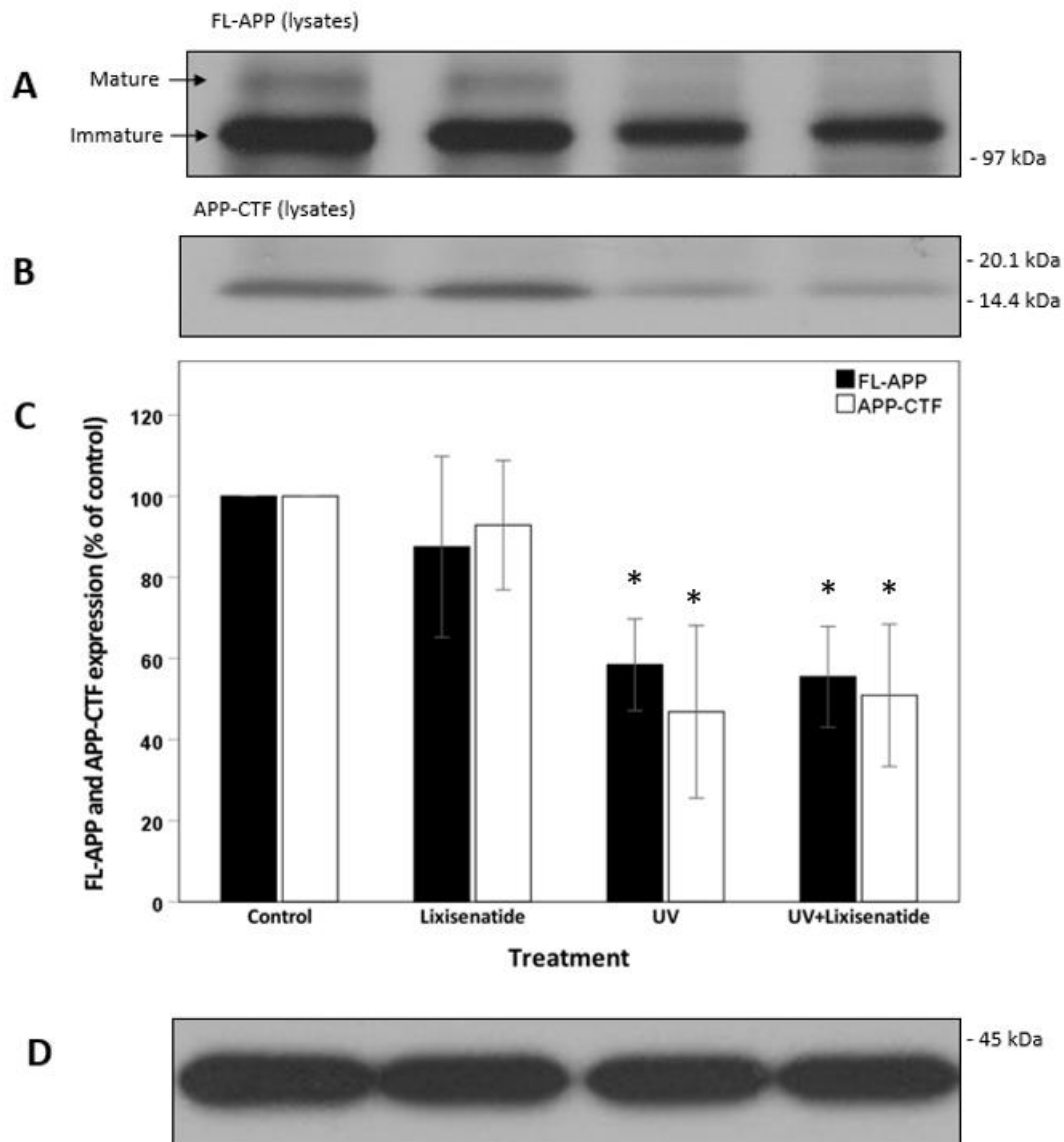 FL-APP (lysates)
A
Mature
Immature
- 97 kDa
APP-CTF (lysates)
B
- 20.1 kDa
- 14.4 kDa
C
FL-APP
APP-CTF
FL-APP and APP-CTF expression (% of control)
120
100
80
60
40
20
0
* * * *
Control Lixisenatide UV UV+Lixisenatide
Treatment
D
- 45 kDa